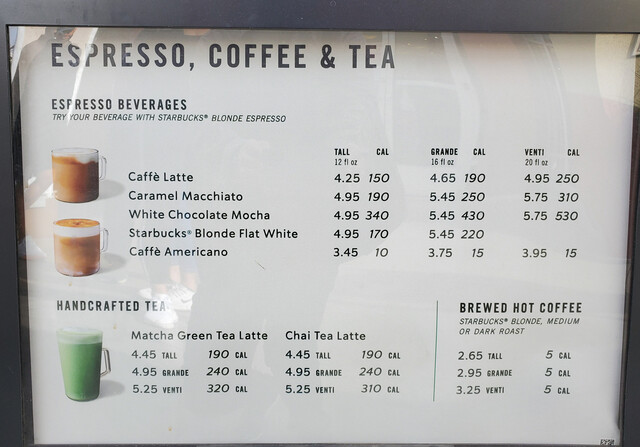 ESPRESSO, COFFEE & TEA
ESPRESSO BEVERAGES
TRY YOUR BEVERAGE WITH STARBUCKS® BLONDE ESPRESSO
TALL CAL GRANDE CAL VENTI CAL
12 fl oz 16 fl oz 20 fl oz
Caffè Latte 4.25 150 4.65 190 4.95 250
Caramel Macchiato 4.95 190 5.45 250 5.75 310
White Chocolate Mocha 4.95 340 5.45 430 5.75 530
Starbucks® Blonde Flat White 4.95 170 5.45 220
Caffè Americano 3.45 10 3.75 15 3.95 15
HANDCRAFTED TEA
Matcha Green Tea Latte Chai Tea Latte
4.45 TALL 190 CAL 4.45 TALL 190 CAL
4.95 GRANDE 240 CAL 4.95 GRANDE 240 CAL
5.25 VENTI 320 CAL 5.25 VENTI 310 CAL
BREWED HOT COFFEE
STARBUCKS® BLONDE, MEDIUM
OR DARK ROAST
2.65 TALL 5 CAL
2.95 GRANDE 5 CAL
3.25 VENTI 5 CAL